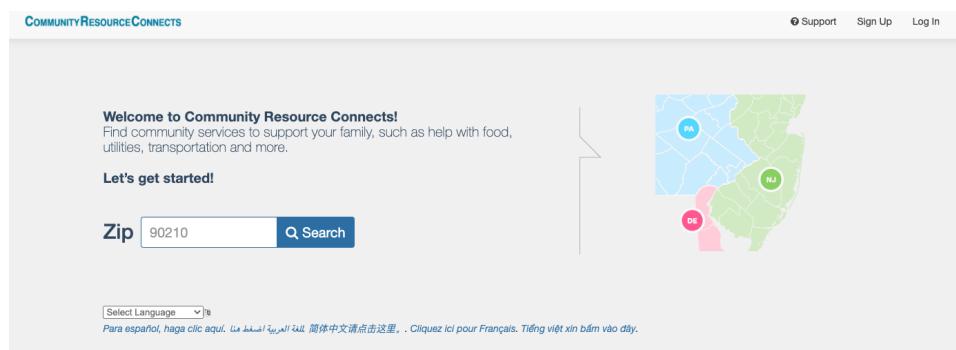 COMMUNITYRESOURCECONNECTS
Support Sign Up Log In
Welcome to Community Resource Connects!
Find community services to support your family, such as help with food,
utilities, transportation and more.
Let's get started!
PA
NJ
DE
Zip 90210 Search
Select Language
Para español, haga clic aquí. للغة العربية اضغط هنا 简体中文请点击这里。. Cliquez ici pour Français. Tiếng việt xin bấm vào đây.